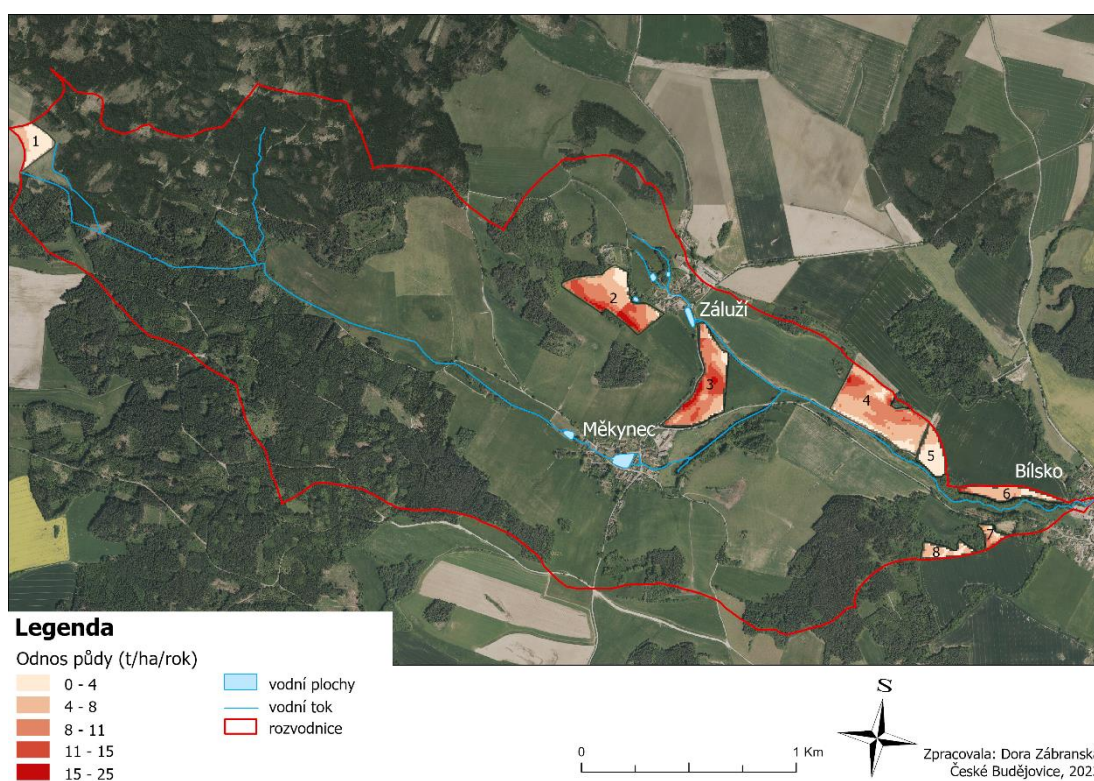 1
2
Záluží
3
4
Měkynec
5
Bílsko
6
7
8
Legenda
Odnos půdy (t/ha/rok)
0 - 4
4 - 8
8 - 11
11 - 15
15 - 25
vodní plochy
vodní tok
rozvodnice
S
0 1 Km
Zpracovala: Dora Zábranská
České Budějovice,